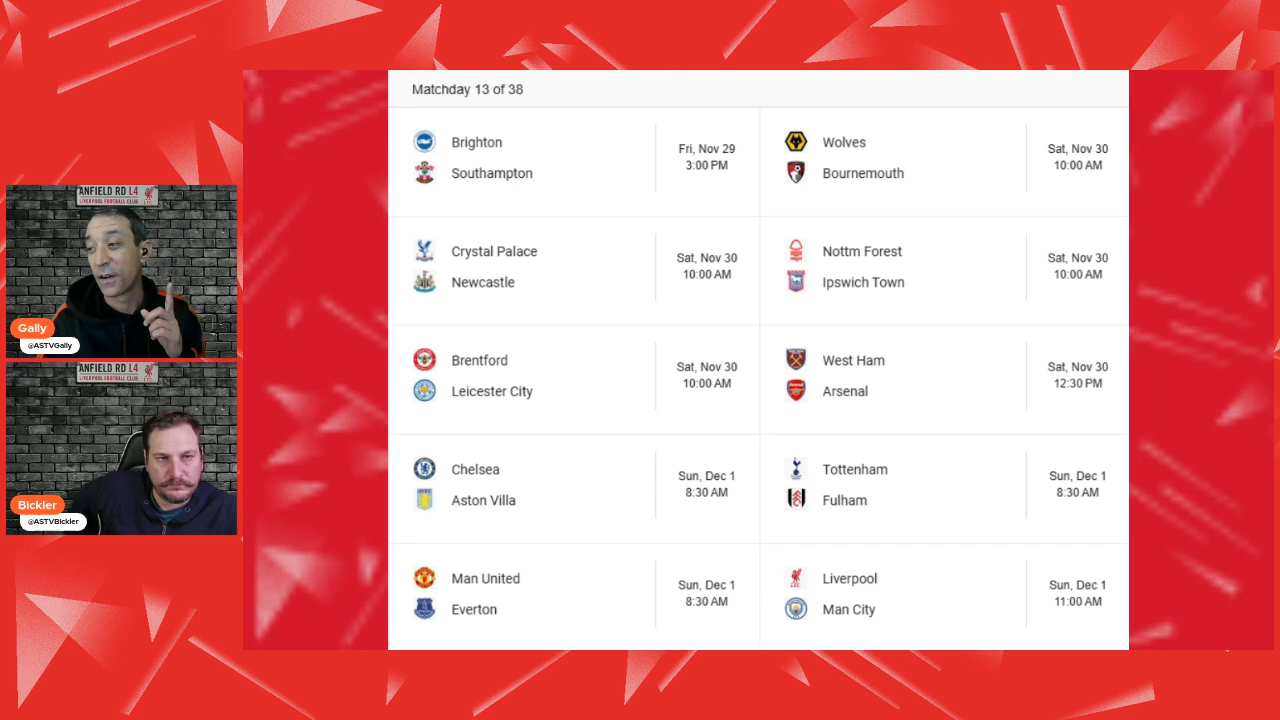 Matchday 13 of 38
Brighton
Southampton
Fri, Nov 29
3:00 PM
Wolves
Bournemouth
Sat, Nov 30
10:00 AM
Crystal Palace
Newcastle
Sat, Nov 30
10:00 AM
Nottm Forest
Ipswich Town
Sat, Nov 30
10:00 AM
Brentford
Leicester City
Sat, Nov 30
10:00 AM
West Ham
Arsenal
Sat, Nov 30
12:30 PM
Chelsea
Aston Villa
Sun, Dec 1
8:30 AM
Tottenham
Fulham
Sun, Dec 1
8:30 AM
Man United
Everton
Sun, Dec 1
8:30 AM
Liverpool
Man City
Sun, Dec 1
11:00 AM
ANFIELD RD L4
LIVERPOOL FOOTBALL CLUB
Gally
@ASTVGally
ANFIELD RD L4
LIVERPOOL FOOTBALL CLUB
Bickler
@ASTVBickler